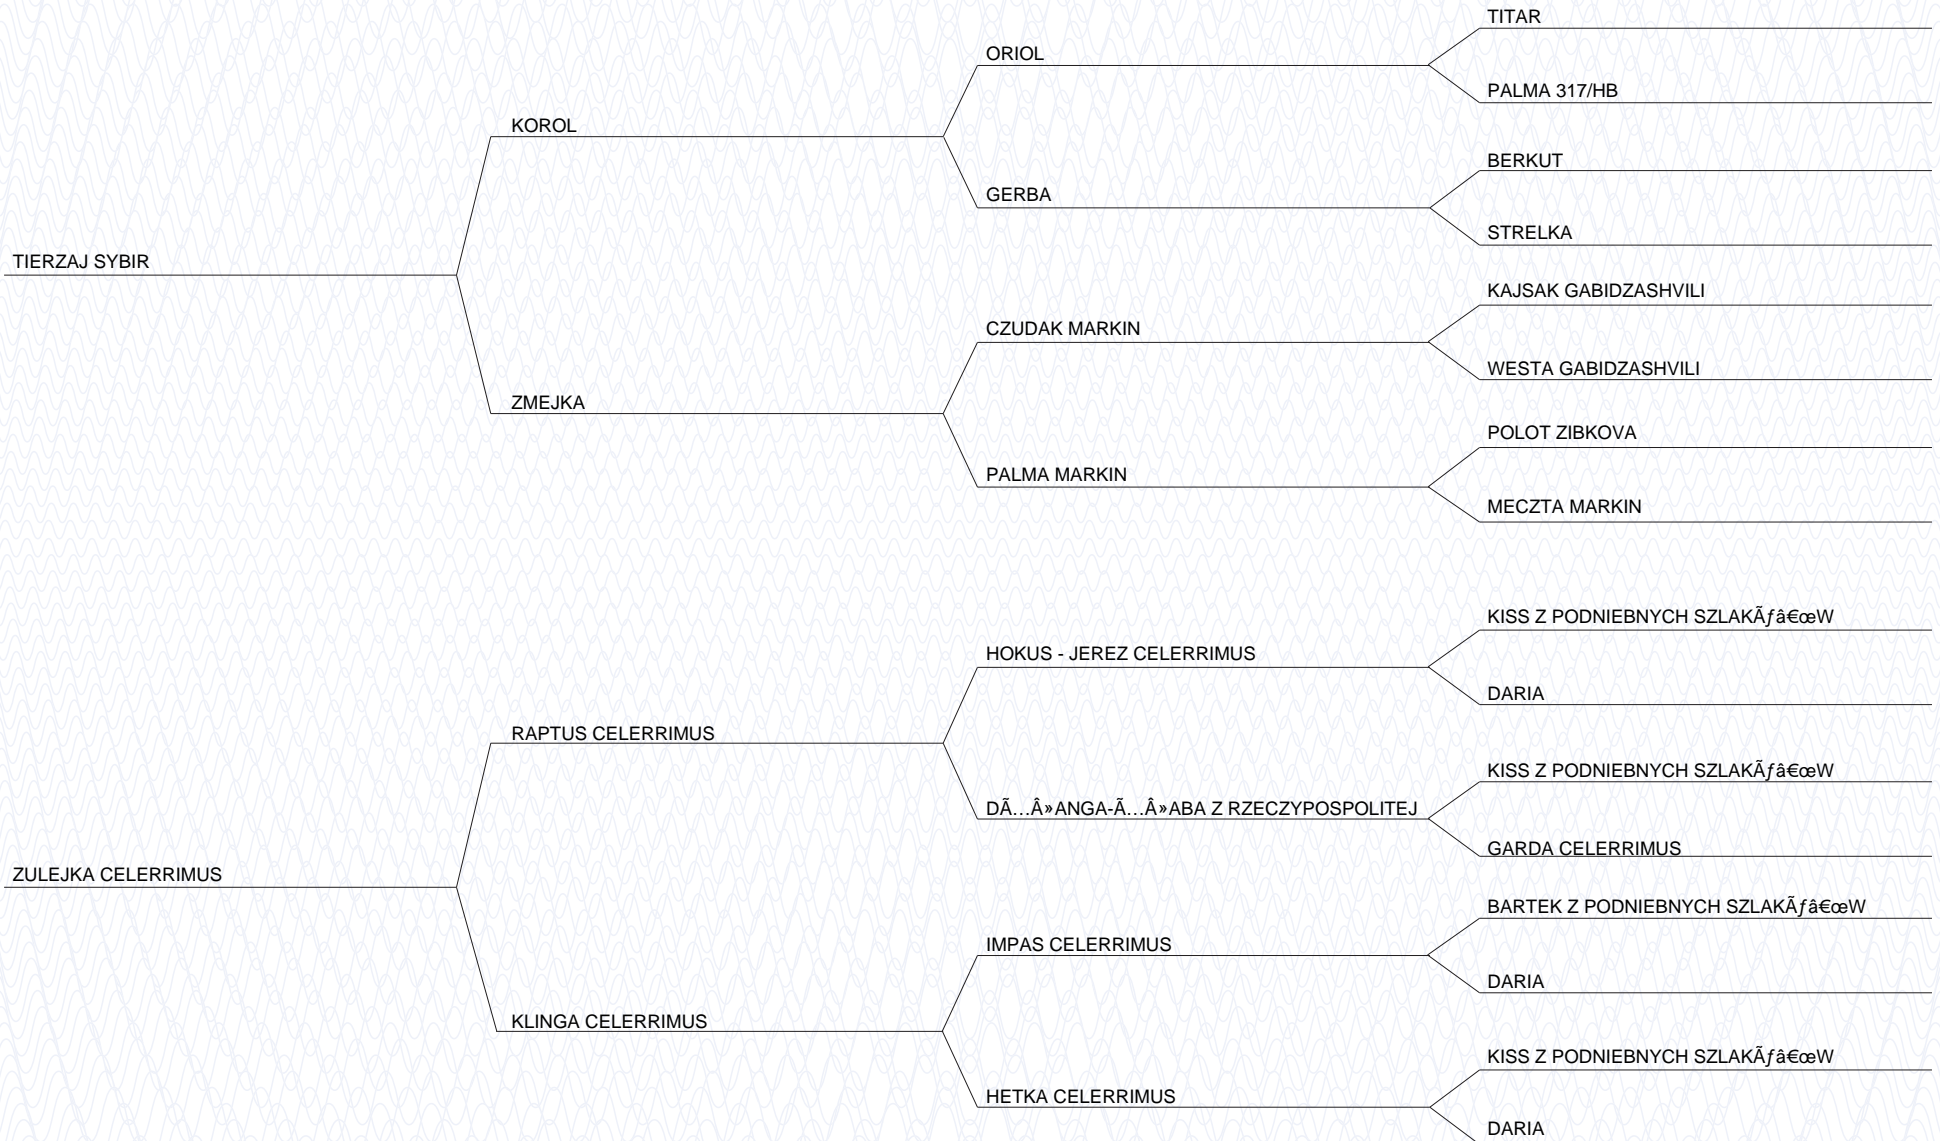 TITAR
ORIOL
PALMA 317/HB
KOROL
BERKUT
GERBA
STRELKA
TIERZAJ SYBIR
KAJSAK GABIDZASHVILI
CZUDAK MARKIN
WESTA GABIDZASHVILI
ZMEJKA
POLOT ZIBKOVA
PALMA MARKIN
MECZTA MARKIN
KISS Z PODNIEBNYCH SZLAKÃƒâ€œW
HOKUS - JEREZ CELERRIMUS
DARIA
RAPTUS CELERRIMUS
KISS Z PODNIEBNYCH SZLAKÃƒâ€œW
DÃ…Â»ANGA-Ã…Â»ABA Z RZECZYPOSPOLITEJ
GARDA CELERRIMUS
ZULEJKA CELERRIMUS
BARTEK Z PODNIEBNYCH SZLAKÃƒâ€œW
IMPAS CELERRIMUS
DARIA
KLINGA CELERRIMUS
KISS Z PODNIEBNYCH SZLAKÃƒâ€œW
HETKA CELERRIMUS
DARIA